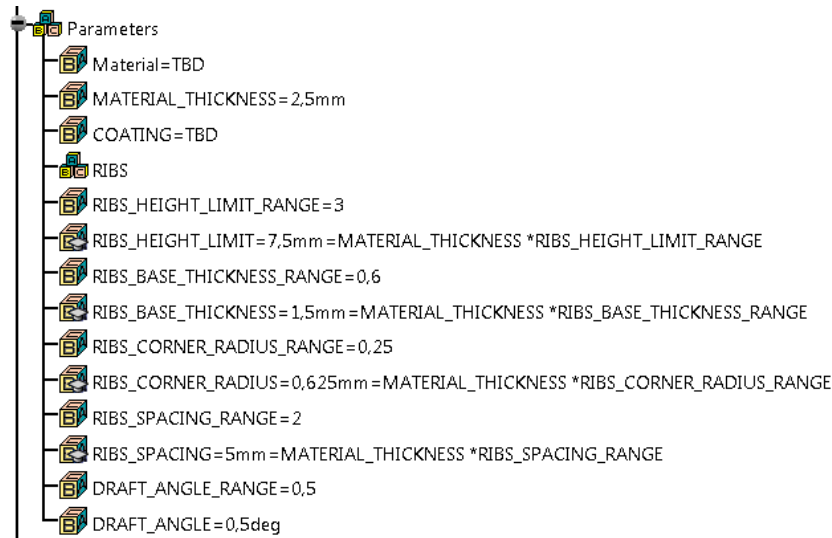 Parameters
Material=TBD
MATERIAL_THICKNESS=2,5mm
COATING=TBD
RIBS
RIBS_HEIGHT_LIMIT_RANGE=3
RIBS_HEIGHT_LIMIT=7,5mm=MATERIAL_THICKNESS *RIBS_HEIGHT_LIMIT_RANGE
RIBS_BASE_THICKNESS_RANGE=0,6
RIBS_BASE_THICKNESS=1,5mm=MATERIAL_THICKNESS *RIBS_BASE_THICKNESS_RANGE
RIBS_CORNER_RADIUS_RANGE=0,25
RIBS_CORNER_RADIUS=0,625mm=MATERIAL_THICKNESS *RIBS_CORNER_RADIUS_RANGE
RIBS_SPACING_RANGE=2
RIBS_SPACING=5mm=MATERIAL_THICKNESS *RIBS_SPACING_RANGE
DRAFT_ANGLE_RANGE=0,5
DRAFT_ANGLE=0,5deg